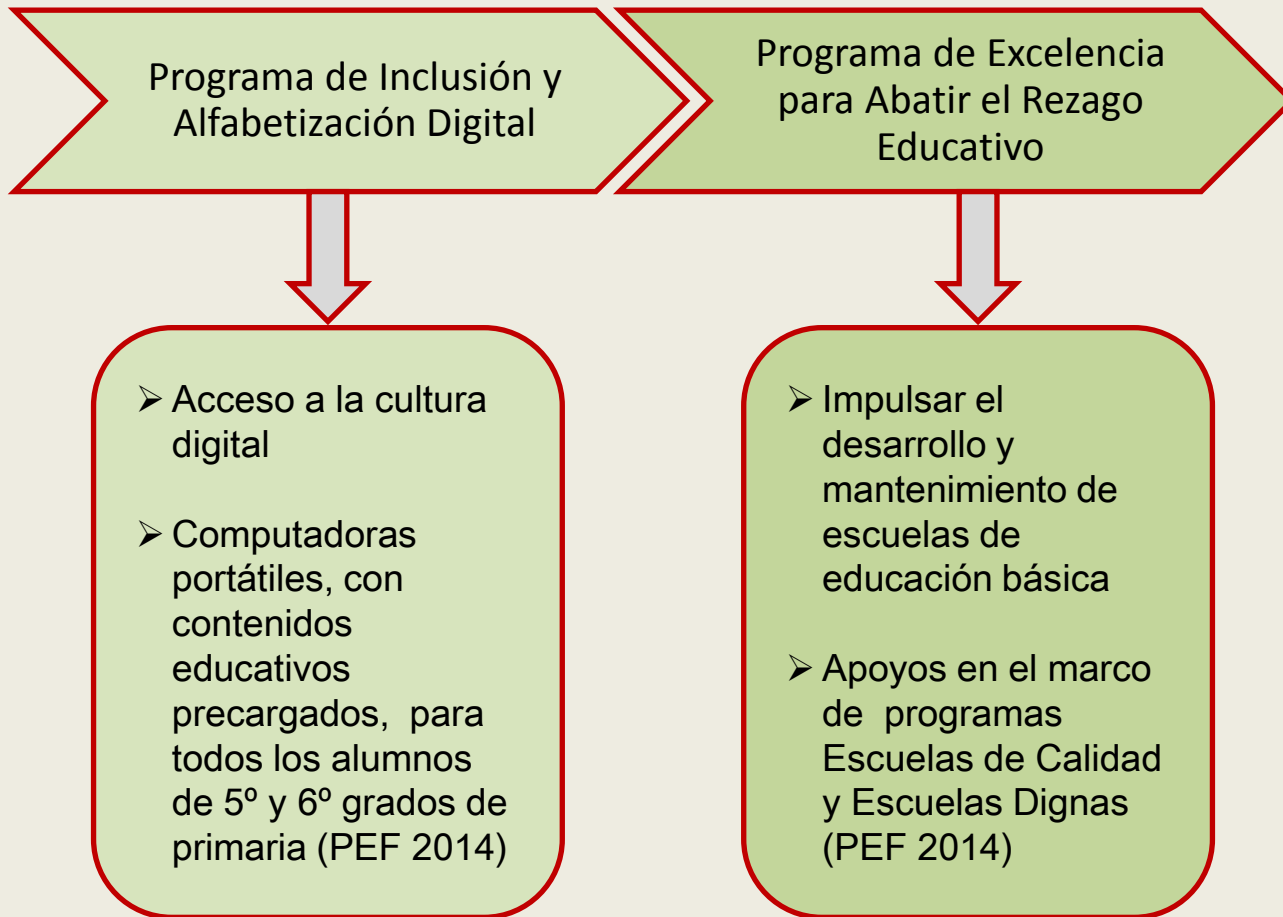 Programa de Inclusión y
Alfabetización Digital
Programa de Excelencia
para Abatir el Rezago
Educativo
➢ Acceso a la cultura
digital
➢ Computadoras
portátiles, con
contenidos
educativos
precargados,  para
todos los alumnos
de 5º y 6º grados de
primaria (PEF 2014)
➢ Impulsar el
desarrollo y
mantenimiento de
escuelas de
educación básica
➢ Apoyos en el marco
de  programas
Escuelas de Calidad
y Escuelas Dignas
(PEF 2014)